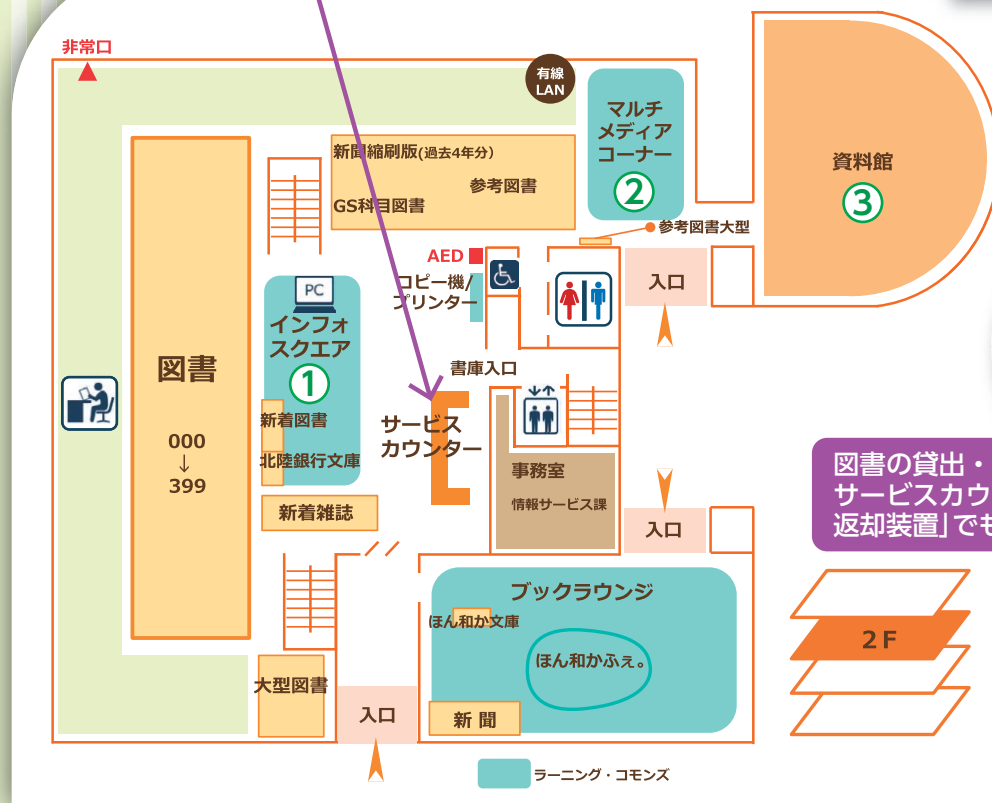 非常口
有線
LAN
マルチ
メディア
コーナー
②
資料館
③
新聞縮刷版(過去4年分)
参考図書
GS科目図書
参考図書大型
AED
コピー機/
プリンター
入口
PC
インフォ
スクエア
①
図書
000
↓
399
新着図書
北陸銀行文庫
新着雑誌
書庫入口
サービス
カウンター
事務室
情報サービス課
入口
図書の貸出・
サービスカウ
返却装置」でも
ブックラウンジ
ほん和か文庫
ほん和かふぇ。
2F
大型図書
入口
新聞
ラーニング・コモンズ